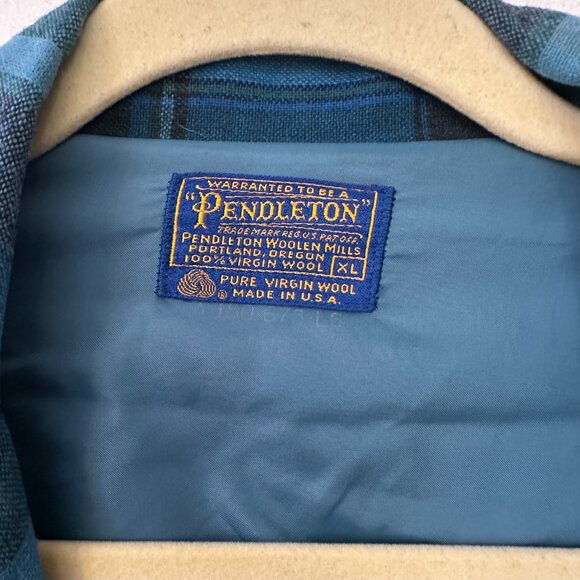 WARRANTED TO BE A
"PENDLETON"
TRADE MARK REG. U.S. PAT OFF.
PENDLETON WOOLEN MILLS
PORTLAND, OREGON
100% VIRGIN WOOL XL
PURE VIRGIN WOOL
® MADE IN U.S.A.